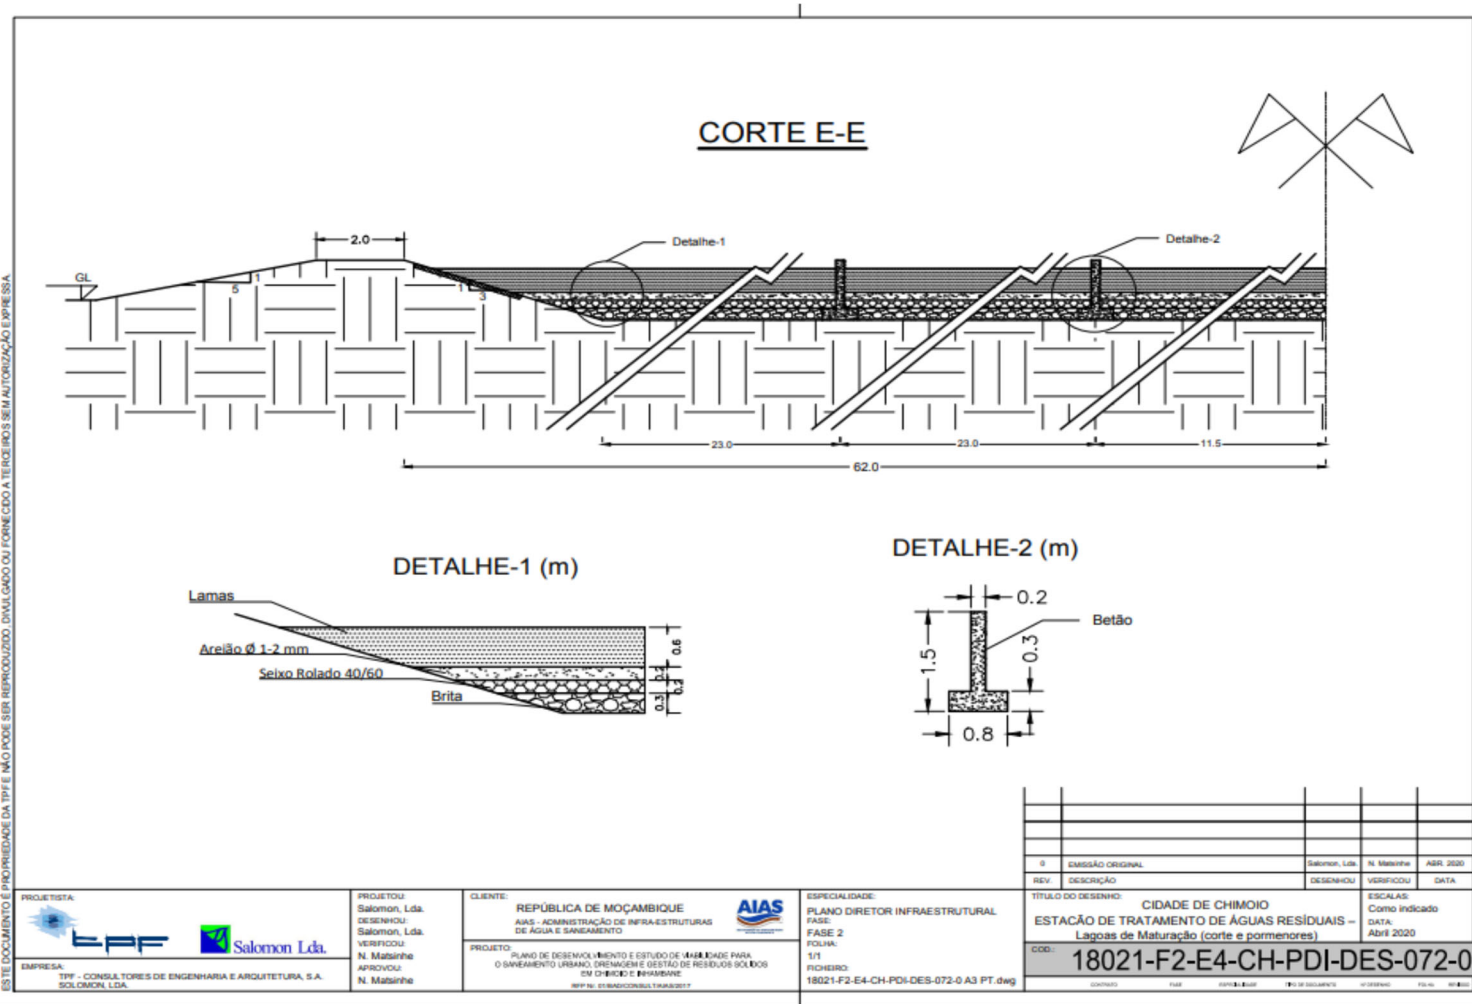 CORTE E-E
2.0
Detalhe-1
Detalhe-2
GL
1
5
1
3
23.0
23.0
11.5
62.0
DETALHE-1 (m)
Lamas
Areião Ø 1-2 mm
Seixo Rolado 40/60
Brita
0.6
0.2
0.2
0.3
DETALHE-2 (m)
0.2
Betão
1.5
0.3
0.8
ESTE DOCUMENTO É PROPRIEDADE DA TPF E NÃO PODE SER REPRODUZIDO, DIVULGADO OU FORNECIDO A TERCEIROS SEM AUTORIZAÇÃO EXPRESSA
0 EMISSÃO ORIGINAL Salomon, Lda. N. Matsinhe ABR. 2020
REV. DESCRIÇÃO DESENHOU VERIFICOU DATA
PROJETISTA:
tpf
Salomon Lda.
EMPRESA:
TPF - CONSULTORES DE ENGENHARIA E ARQUITETURA, S.A.
SOLOMON, LDA.
PROJETOU:
Salomon, Lda.
DESENHOU:
Salomon, Lda.
VERIFICOU:
N. Matsinhe
APROVOU:
N. Matsinhe
CLIENTE:
REPÚBLICA DE MOÇAMBIQUE
AIAS - ADMINISTRAÇÃO DE INFRA-ESTRUTURAS
DE ÁGUA E SANEAMENTO
AIAS
PROJETO:
PLANO DE DESENVOLVIMENTO E ESTUDO DE VIABILIDADE PARA
O SANEAMENTO URBANO, DRENAGEM E GESTÃO DE RESÍDUOS SÓLIDOS
EM CHIMOIO E INHAMBANE
ESPECIALIDADE:
PLANO DIRETOR INFRAESTRUTURAL
FASE:
FASE 2
FOLHA:
1/1
FICHEIRO:
18021-F2-E4-CH-PDI-DES-072-0 A3 PT.dwg
TÍTULO DO DESENHO:
CIDADE DE CHIMOIO
ESTACÃO DE TRATAMENTO DE ÁGUAS RESÍDUAIS –
Lagoas de Maturação (corte e pormenores)
ESCALAS:
Como indicado
DATA:
Abril 2020
COD.:
18021-F2-E4-CH-PDI-DES-072-0